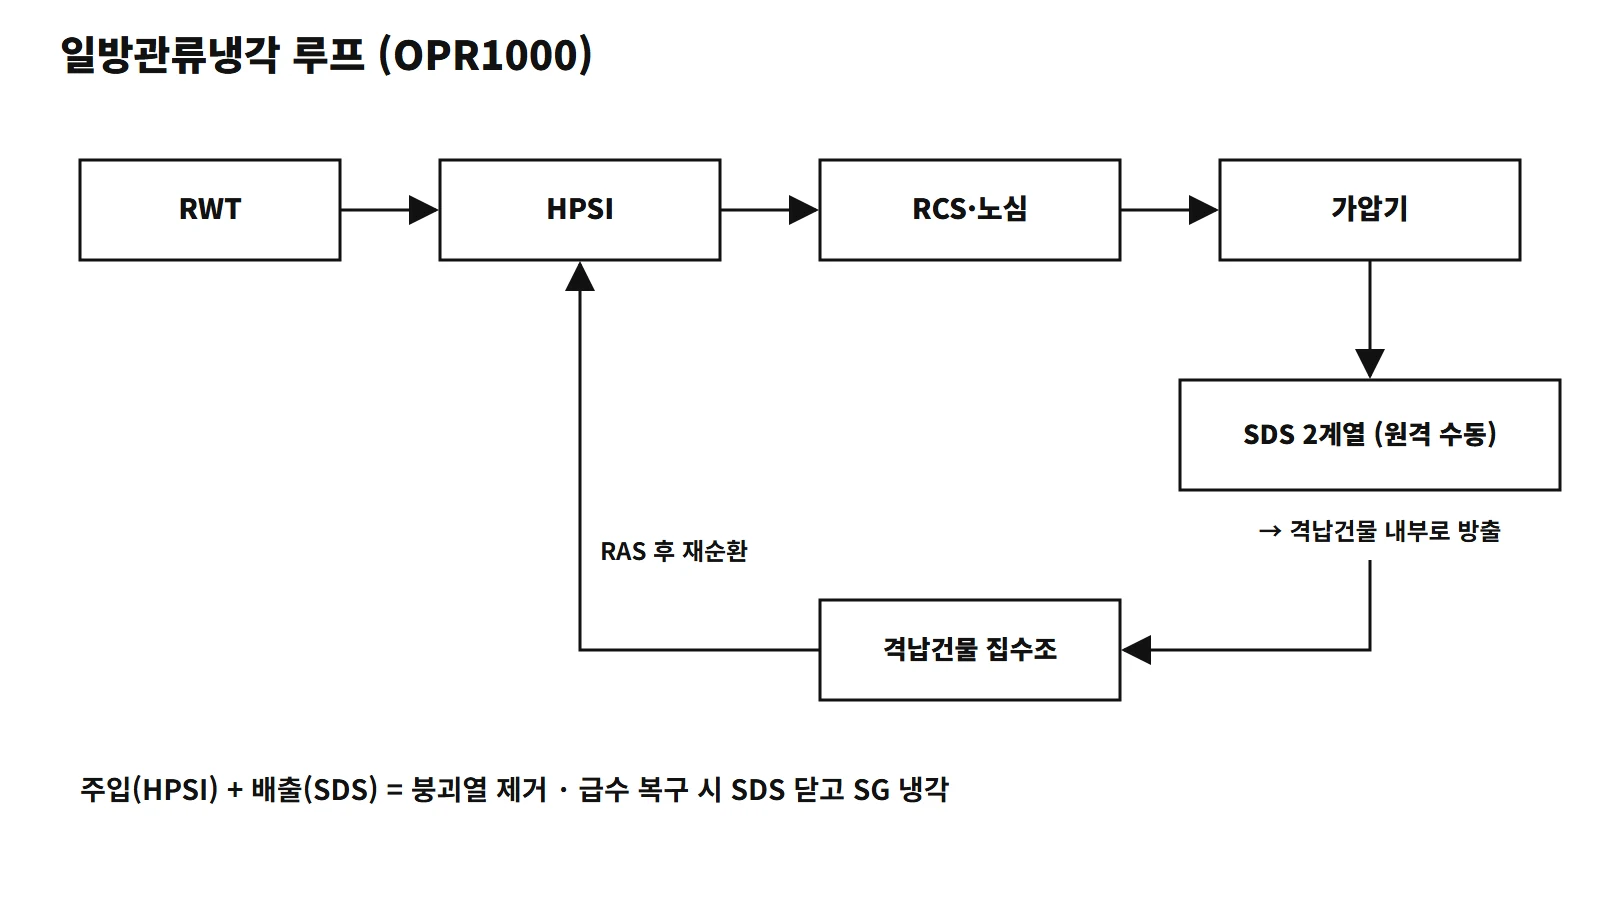 일방관류냉각 루프 (OPR1000)
RWT
HPSI
RCS·노심
가압기
SDS 2계열 (원격 수동)
→ 격납건물 내부로 방출
RAS 후 재순환
격납건물 집수조
주입(HPSI) + 배출(SDS) = 붕괴열 제거 · 급수 복구 시 SDS 닫고 SG 냉각